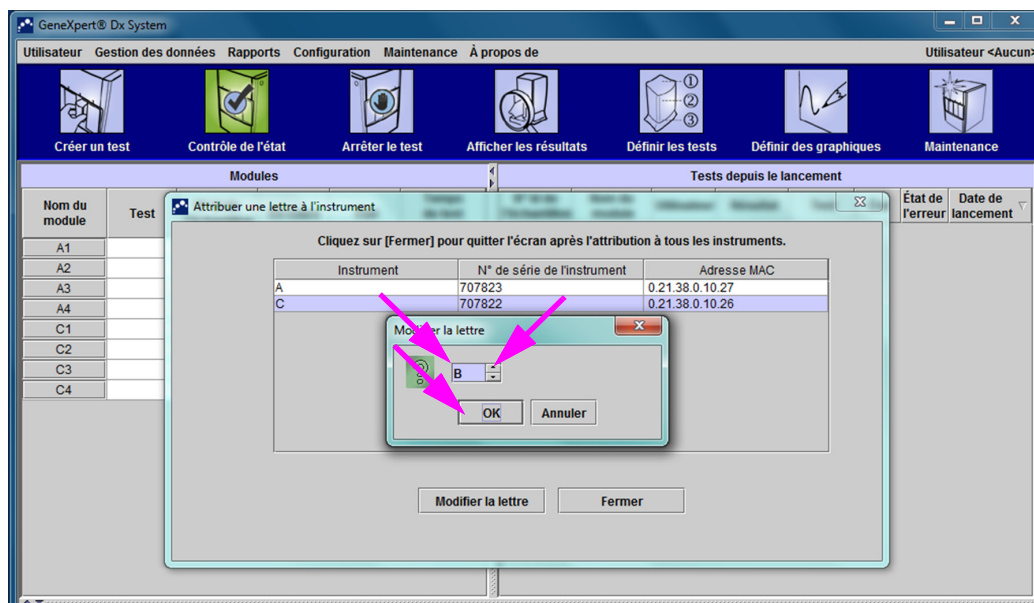 GeneXpert® Dx System
Utilisateur Gestion des données Rapports Configuration Maintenance À propos de Utilisateur <Aucun>
Créer un test Contrôle de l'état Arrêter le test Afficher les résultats Définir les tests Définir des graphiques Maintenance
① ② ③
Modules Tests depuis le lancement
Nom du module Test État de l'erreur Date de lancement
Attribuer une lettre à l'instrument
Cliquez sur [Fermer] pour quitter l'écran après l'attribution à tous les instruments.
Instrument N° de série de l'instrument Adresse MAC
A 707823 0.21.38.0.10.27
C 707822 0.21.38.0.10.26
A1
A2
A3
A4
C1
C2
C3
C4
la lettre
B
OK Annuler
Modifier la lettre Fermer